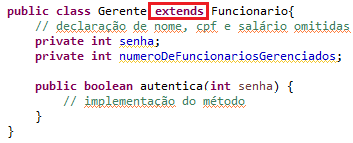 public class Gerente extends Funcionario{
// declaração de nome, cpf e salário omitidas
private int senha;
private int numeroDeFuncionariosGerenciados;
public boolean autentica(int senha) {
// implementação do método
}
}